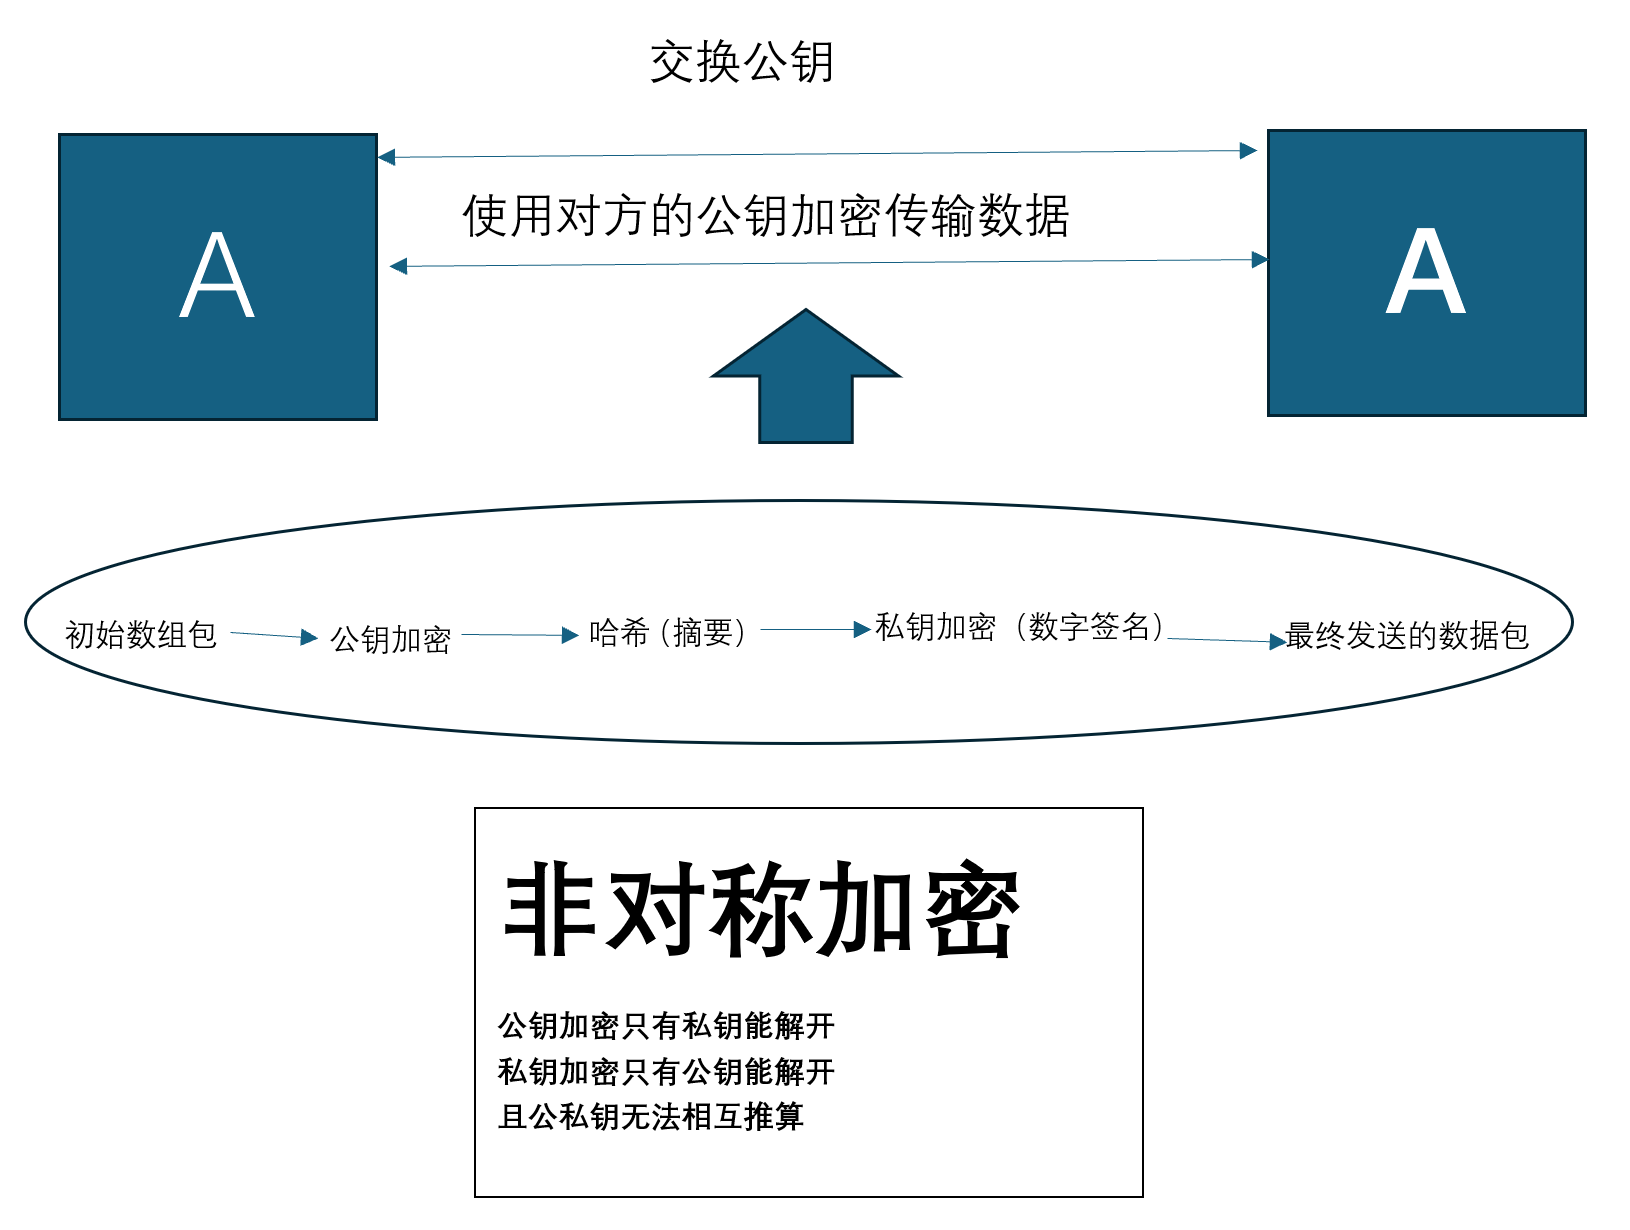 交换公钥
A
使用对方的公钥加密传输数据
A
初始数组包
公钥加密
哈希（摘要）
私钥加密（数字签名）
最终发送的数据包
非对称加密
公钥加密只有私钥能解开
私钥加密只有公钥能解开
且公私钥无法相互推算